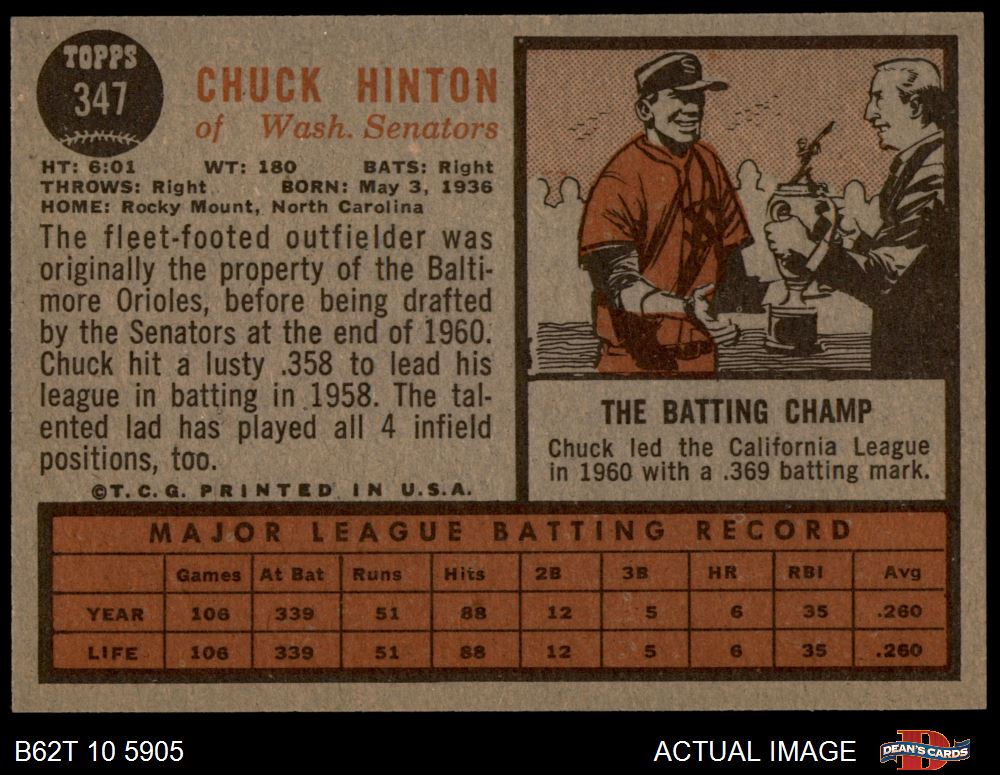 TOPPS
347
CHUCK HINTON
of Wash. Senators
HT: 6:01 WT: 180 BATS: Right
THROWS: Right BORN: May 3, 1936
HOME: Rocky Mount, North Carolina
The fleet-footed outfielder was
originally the property of the Balti-
more Orioles, before being drafted
by the Senators at the end of 1960.
Chuck hit a lusty .358 to lead his
league in batting in 1958. The tal-
ented lad has played all 4 infield
positions, too.
©T.C.G. PRINTED IN U.S.A.
S
THE BATTING CHAMP
Chuck led the California League
in 1960 with a .369 batting mark.
MAJOR LEAGUE BATTING RECORD
Games At Bat Runs Hits 2B 3B HR RBI Avg
YEAR 106 339 51 88 12 5 6 35 .260
LIFE 106 339 51 88 12 5 6 35 .260
B62T 10 5905 ACTUAL IMAGE DEAN'S CARDS